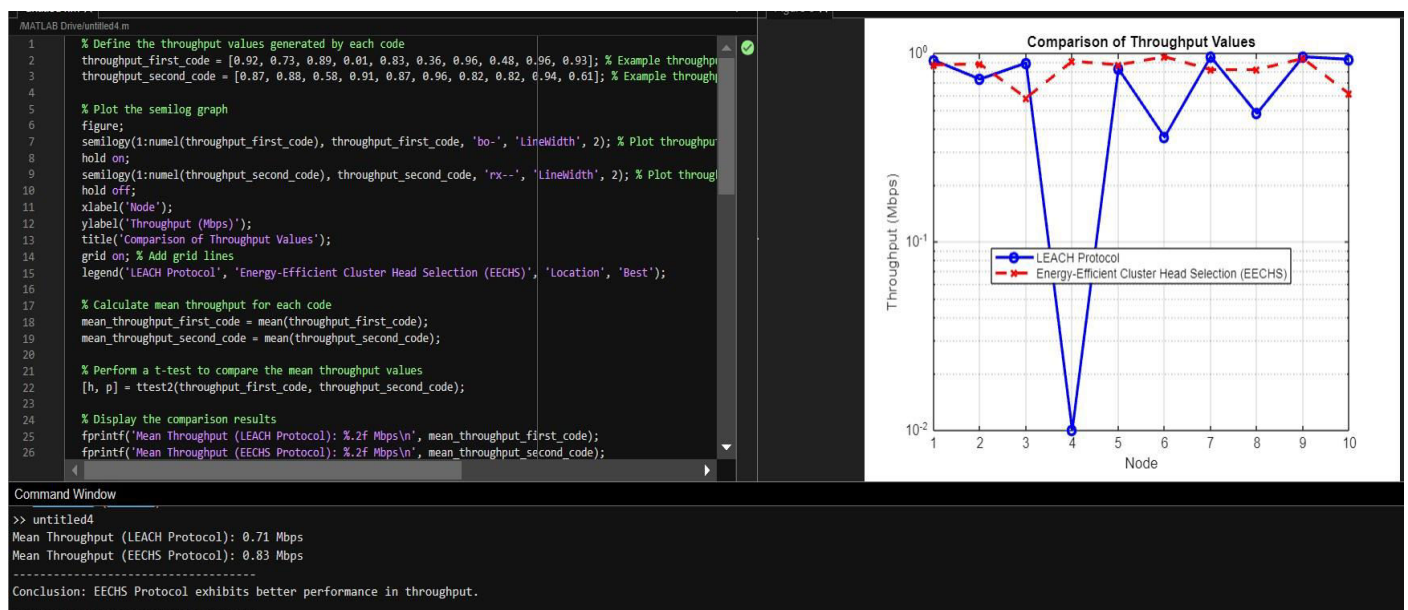 /MATLAB Drive/untitled4.m
1 % Define the throughput values generated by each code
2 throughput_first_code = [0.92, 0.73, 0.89, 0.01, 0.83, 0.36, 0.96, 0.48, 0.96, 0.93]; % Example
3 throughput_second_code = [0.87, 0.88, 0.58, 0.91, 0.87, 0.96, 0.82, 0.82, 0.94, 0.61]; % Example
4
5 % Plot the semilog graph
6 figure;
7 semilogy(1:numel(throughput_first_code), throughput_first_code, 'bo-', 'LineWidth', 2); % Plot
8 hold on;
9 semilogy(1:numel(throughput_second_code), throughput_second_code, 'rx--', 'LineWidth', 2); % Plot
10 hold off;
11 xlabel('Node');
12 ylabel('Throughput (Mbps)');
13 title('Comparison of Throughput Values');
14 grid on; % Add grid lines
15 legend('LEACH Protocol', 'Energy-Efficient Cluster Head Selection (EECHS)', 'Location', 'Best');
16
17 % Calculate mean throughput for each code
18 mean_throughput_first_code = mean(throughput_first_code);
19 mean_throughput_second_code = mean(throughput_second_code);
20
21 % Perform a t-test to compare the mean throughput values
22 [h, p] = ttest2(throughput_first_code, throughput_second_code);
23
24 % Display the comparison results
25 fprintf('Mean Throughput (LEACH Protocol): %.2f Mbps\n', mean_throughput_first_code);
26 fprintf('Mean Throughput (EECHS Protocol): %.2f Mbps\n', mean_throughput_second_code);
Comparison of Throughput Values
10⁰
10⁻¹
10⁻²
Throughput (Mbps)
LEACH Protocol
Energy-Efficient Cluster Head Selection (EECHS)
1 2 3 4 5 6 7 8 9 10
Node
Command Window
>> untitled4
Mean Throughput (LEACH Protocol): 0.71 Mbps
Mean Throughput (EECHS Protocol): 0.83 Mbps
------------------------------------
Conclusion: EECHS Protocol exhibits better performance in throughput.